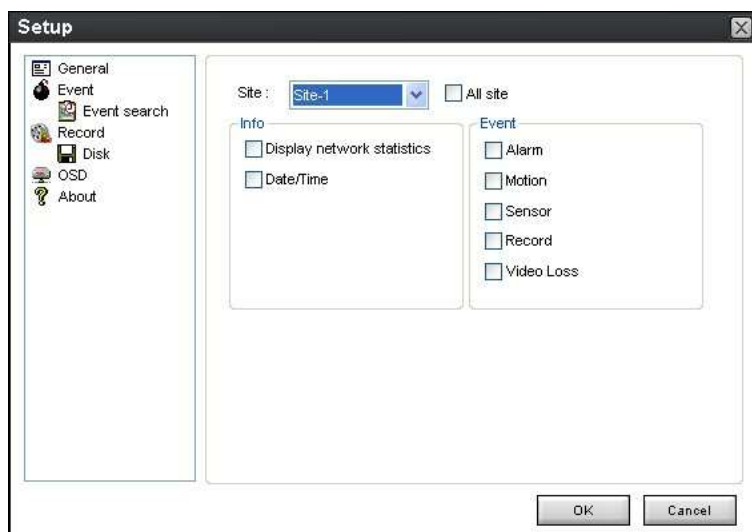 Setup
General
Event
Event search
Record
Disk
OSD
About
Site :
Site-1
All site
Info
Display network statistics
Date/Time
Event
Alarm
Motion
Sensor
Record
Video Loss
OK
Cancel